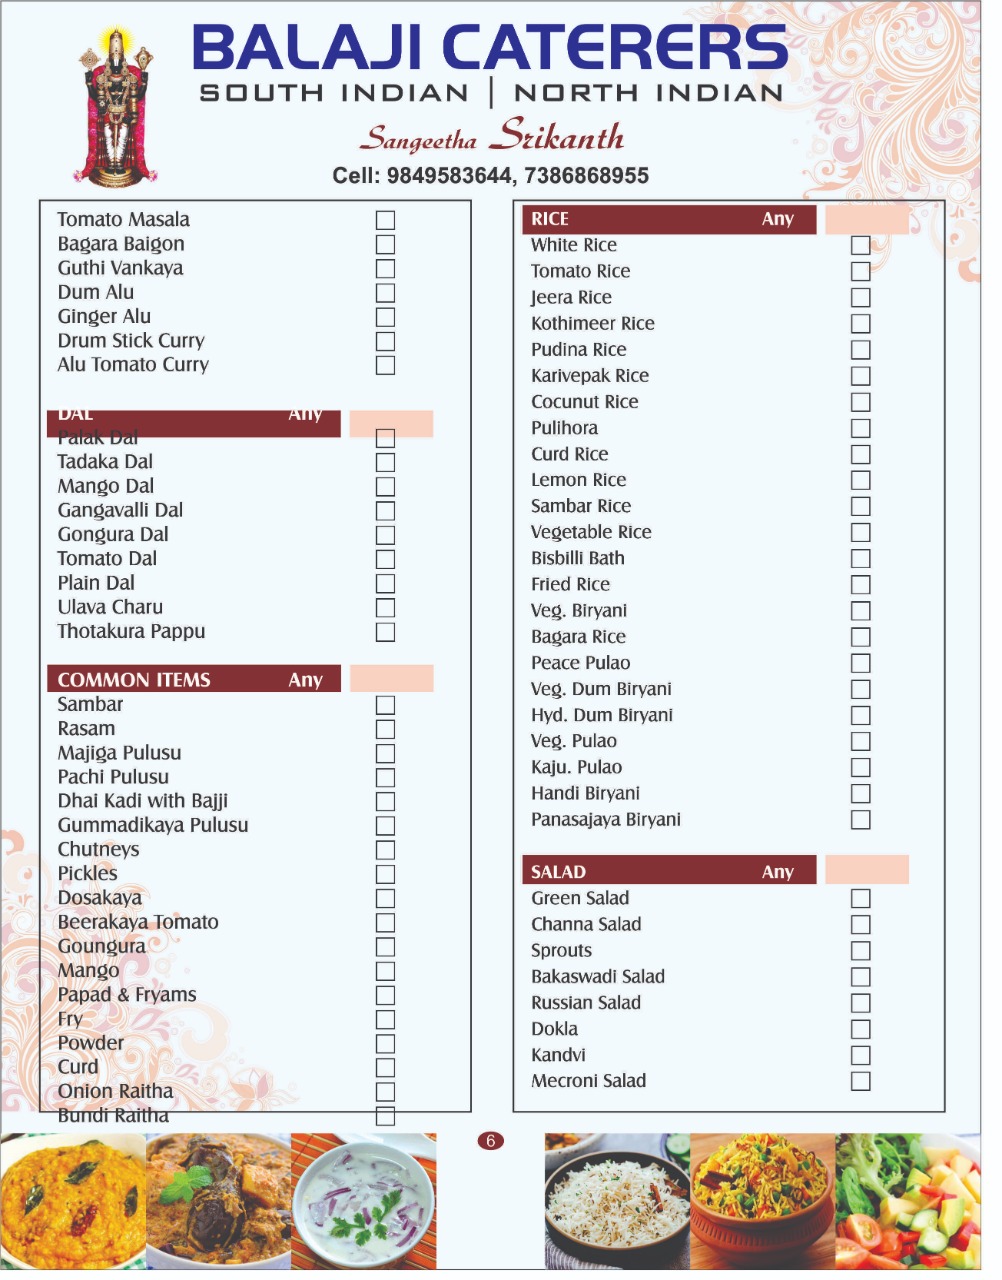 BALAJI CATERERS
SOUTH INDIAN | NORTH INDIAN
Sangeetha Srikanth
Cell: 9849583644, 7386868955
Tomato Masala
Bagara Baigon
Guthi Vankaya
Dum Alu
Ginger Alu
Drum Stick Curry
Alu Tomato Curry
DAL Any
Palak Dal
Tadaka Dal
Mango Dal
Gangavalli Dal
Gongura Dal
Tomato Dal
Plain Dal
Ulava Charu
Thotakura Pappu
COMMON ITEMS Any
Sambar
Rasam
Majiga Pulusu
Pachi Pulusu
Dhai Kadi with Bajji
Gummadikaya Pulusu
Chutneys
Pickles
Dosakaya
Beerakaya Tomato
Goungura
Mango
Papad & Fryams
Fry
Powder
Curd
Onion Raitha
Bundi Raitha
RICE Any
White Rice
Tomato Rice
Jeera Rice
Kothimeer Rice
Pudina Rice
Karivepak Rice
Cocunut Rice
Pulihora
Curd Rice
Lemon Rice
Sambar Rice
Vegetable Rice
Bisbilli Bath
Fried Rice
Veg. Biryani
Bagara Rice
Peace Pulao
Veg. Dum Biryani
Hyd. Dum Biryani
Veg. Pulao
Kaju. Pulao
Handi Biryani
Panasajaya Biryani
SALAD Any
Green Salad
Channa Salad
Sprouts
Bakaswadi Salad
Russian Salad
Dokla
Kandvi
Mecroni Salad
6